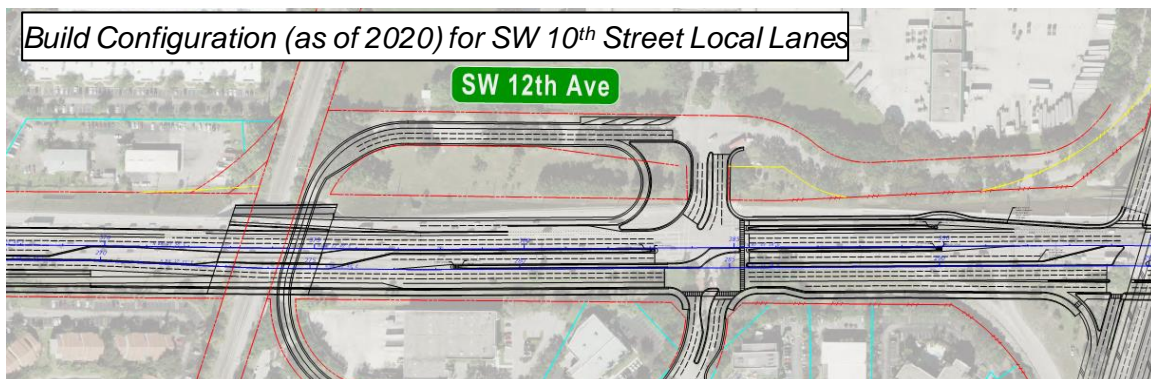 Build Configuration (as of 2020) for SW 10th Street Local Lanes
SW 12th Ave